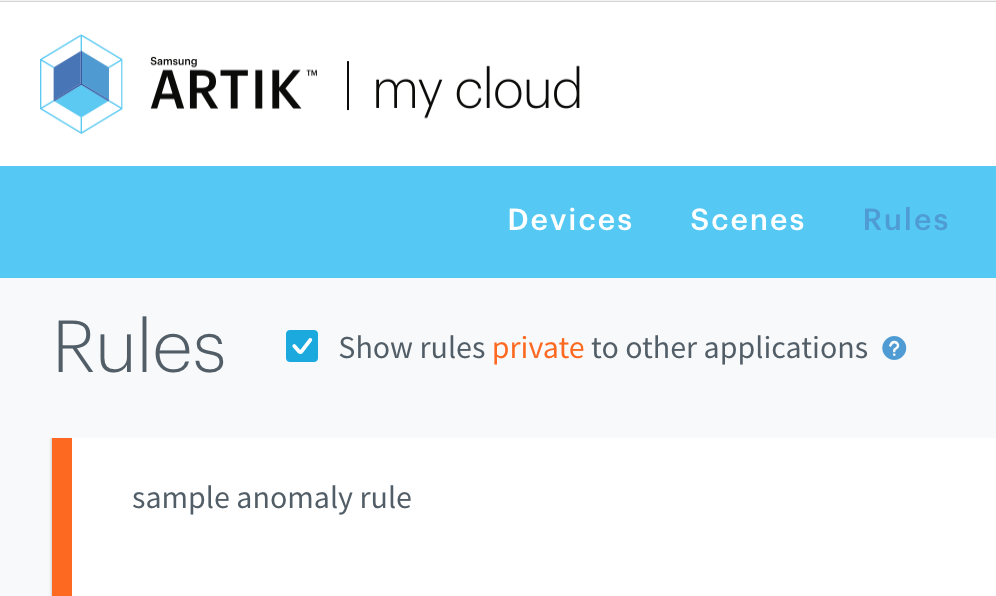 Samsung
ARTIK™ | my cloud
Devices Scenes Rules
Rules Show rules private to other applications ?
sample anomaly rule